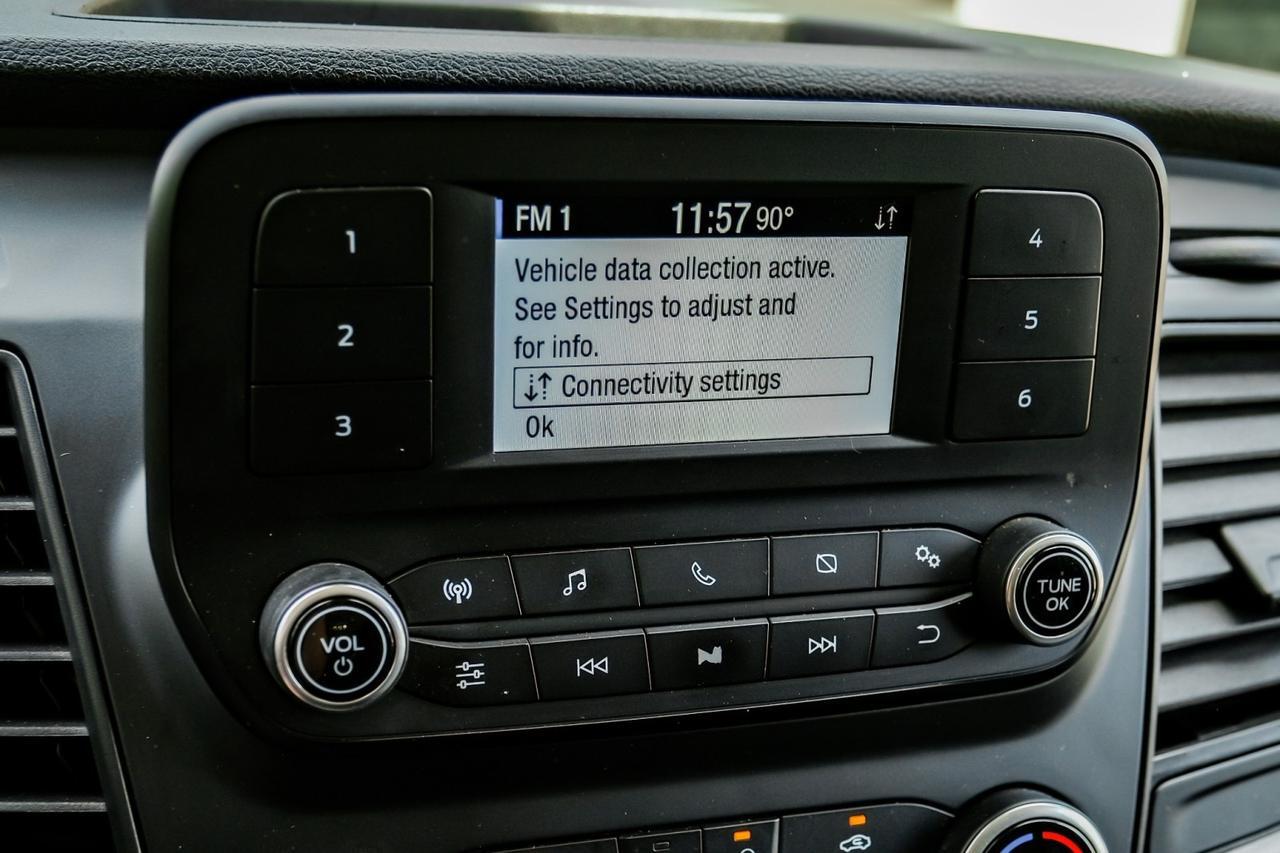 FM 1 11:57 90°
Vehicle data collection active.
See Settings to adjust and
for info.
Connectivity settings
Ok
1
2
3
4
5
6
VOL
TUNE
OK